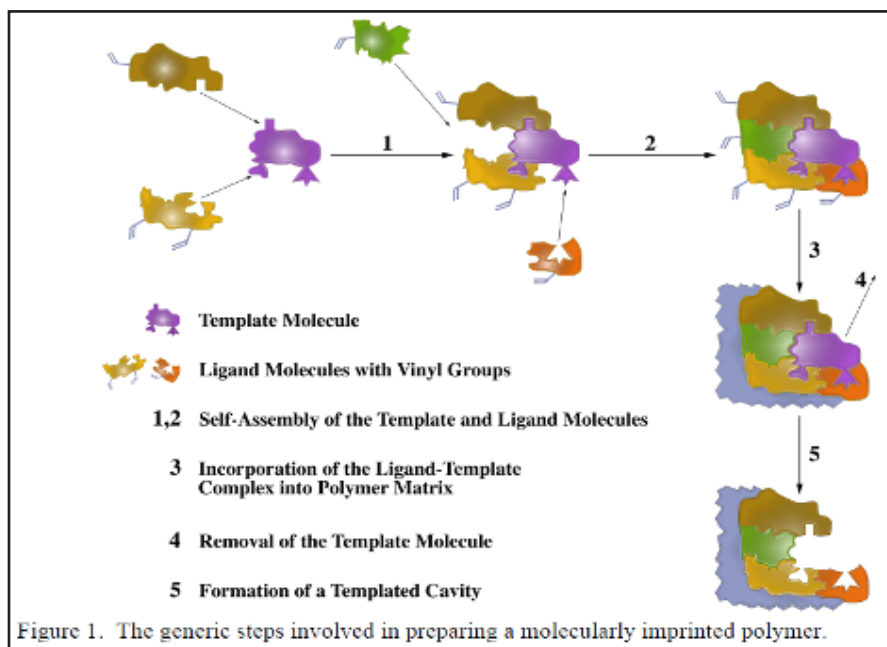 1
2
3
4
Template Molecule
Ligand Molecules with Vinyl Groups
1,2 Self-Assembly of the Template and Ligand Molecules
3 Incorporation of the Ligand-Template
Complex into Polymer Matrix
5
4 Removal of the Template Molecule
5 Formation of a Templated Cavity
Figure 1. The generic steps involved in preparing a molecularly imprinted polymer.